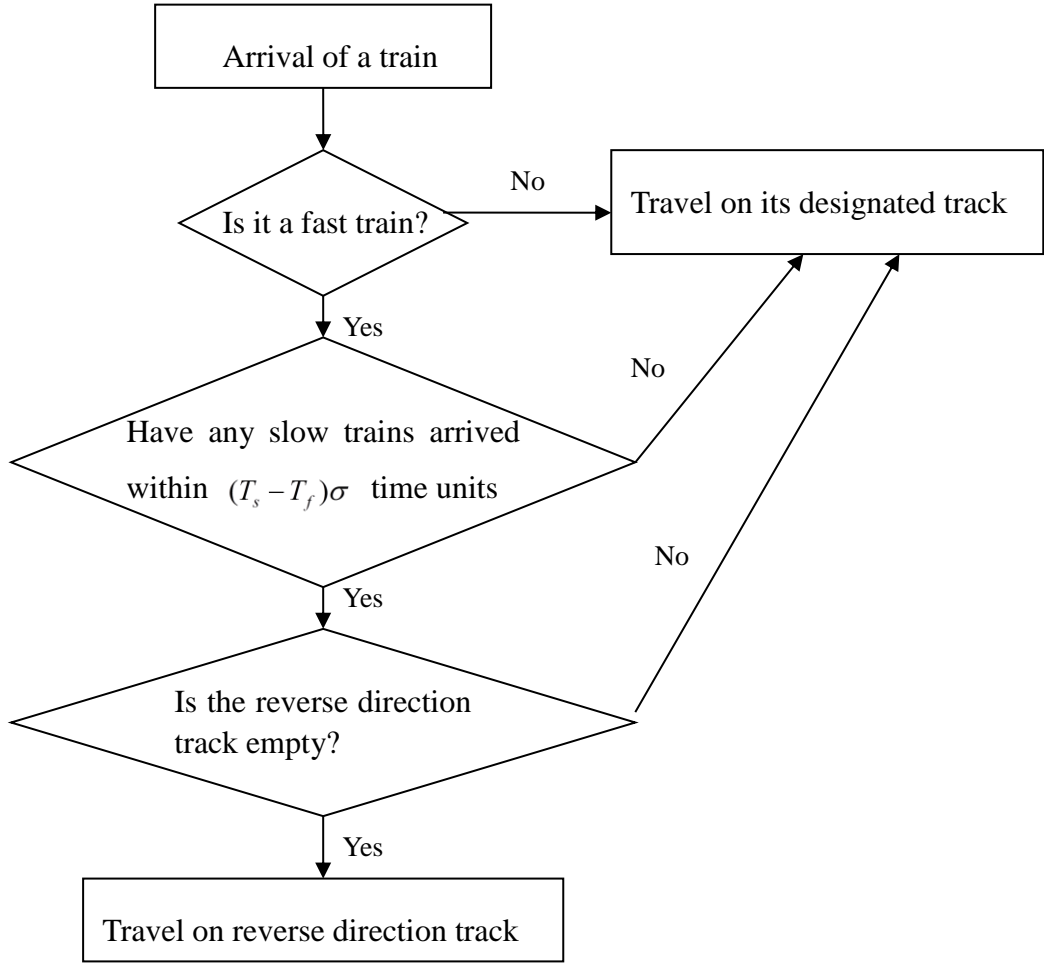 Arrival of a train
Is it a fast train?
No
Travel on its designated track
Yes
Have any slow trains arrived
within (T_s − T_f)σ time units
No
Yes
Is the reverse direction
track empty?
No
Yes
Travel on reverse direction track